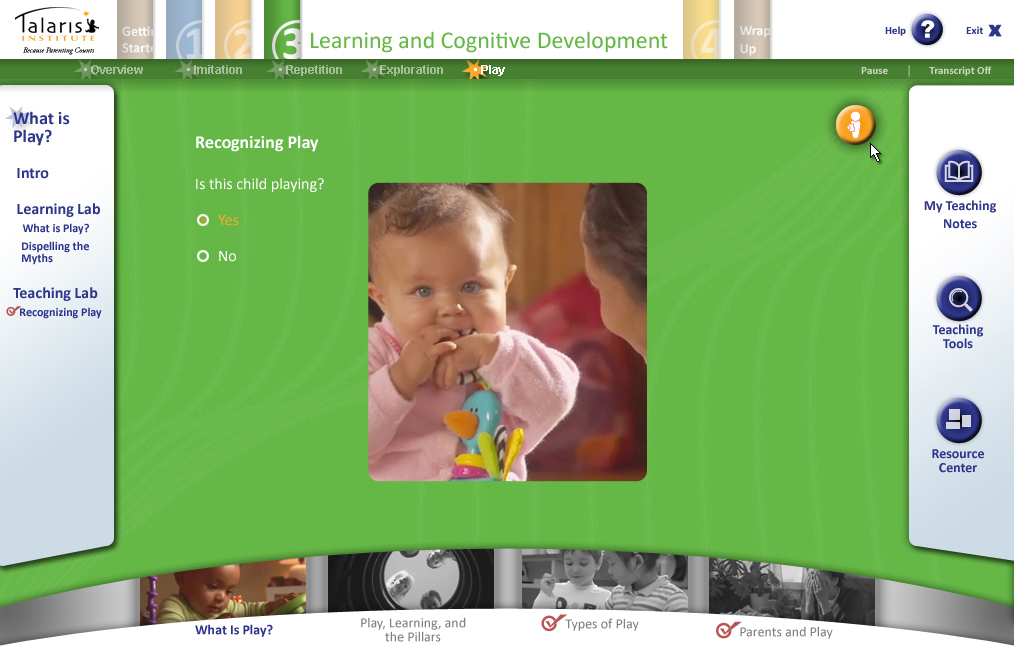 Talaris
INSTITUTE
Because Parenting Counts
Getti
Start
1
2
3
Learning and Cognitive Development
4
Wrap
Up
Help
?
Exit X
Overview
Imitation
Repetition
Exploration
Play
Pause | Transcript Off
What is
Play?
Intro
Learning Lab
What is Play?
Dispelling the
Myths
Teaching Lab
Recognizing Play
Recognizing Play
Is this child playing?
Yes
No
My Teaching
Notes
Teaching
Tools
Resource
Center
What Is Play?
Play, Learning, and
the Pillars
Types of Play
Parents and Play